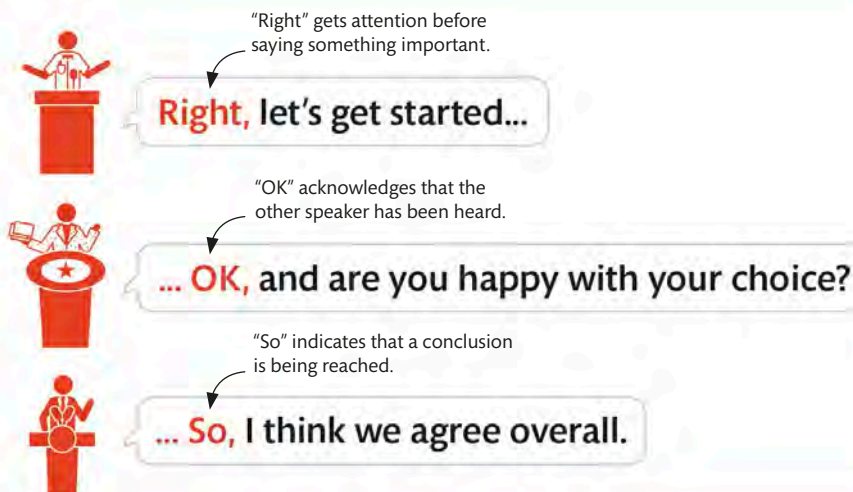 “Right” gets attention before
saying something important.
Right, let’s get started...
“OK” acknowledges that the
other speaker has been heard.
... OK, and are you happy with your choice?
“So” indicates that a conclusion
is being reached.
... So, I think we agree overall.